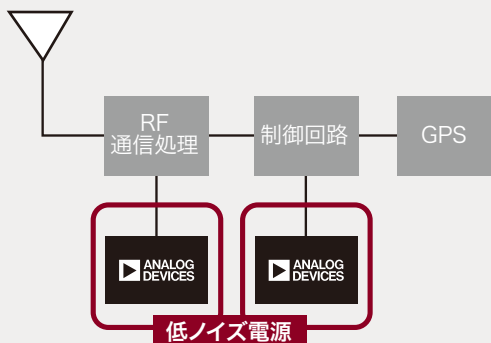 RF
通信処理
制御回路
GPS
ANALOG
DEVICES
ANALOG
DEVICES
低ノイズ電源